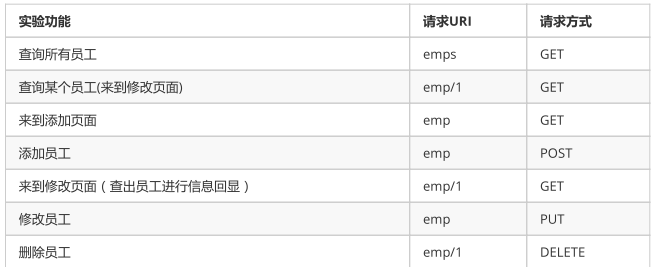 实验功能 请求URI 请求方式
查询所有员工 emps GET
查询某个员工(来到修改页面) emp/1 GET
来到添加页面 emp GET
添加员工 emp POST
来到修改页面（查出员工进行信息回显） emp/1 GET
修改员工 emp PUT
删除员工 emp/1 DELETE